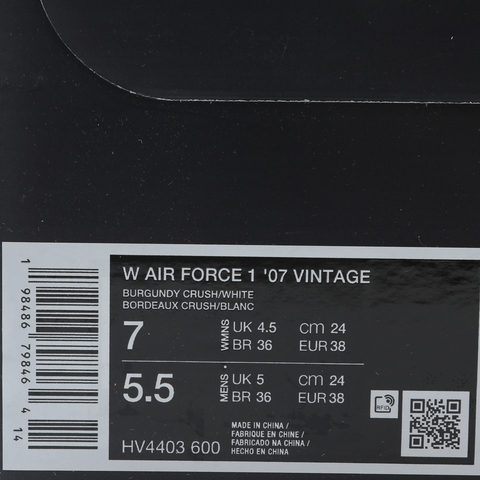 W AIR FORCE 1 '07 VINTAGE
BURGUNDY CRUSH/WHITE
BORDEAUX CRUSH/BLANC
7 WMNS UK 4.5 cm 24
BR 36 EUR 38
5.5 MENS UK 5 cm 24
BR 36 EUR 38
HV4403 600
MADE IN CHINA /
FABRIQUE EN CHINE /
FABRICADO NA CHINA /
HECHO EN CHINA
RFID
1 98486 79846 4 14